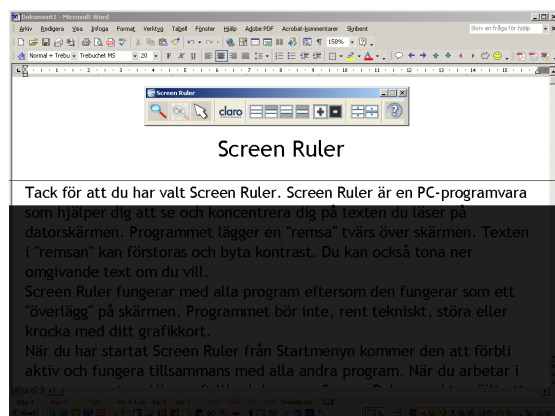 Dokument1 - Microsoft Word
Arkiv Redigera Visa Infoga Format Verktyg Tabell Fönster Hjälp Adobe PDF Acrobat-kommentarer Skribent
Skriv en fråga för hjälp
158%
Normal + Trebu Trebuchet MS 20 F K U
Screen Ruler
claro
Screen Ruler
Tack för att du har valt Screen Ruler. Screen Ruler är en PC-programvara
som hjälper dig att se och koncentrera dig på texten du läser på
datorskärmen. Programmet lägger en "remsa" tvärs över skärmen. Texten
i "remsan" kan förstoras och byta kontrast. Du kan också tona ner
omgivande text om du vill.
Screen Ruler fungerar med alla program eftersom den fungerar som ett
"överlägg" på skärmen. Programmet bör inte, rent tekniskt, störa eller
krocka med ditt grafikkort.
När du har startat Screen Ruler från Startmenyn kommer den att förbli
aktiv och fungera tillsammans med alla andra program. När du arbetar i